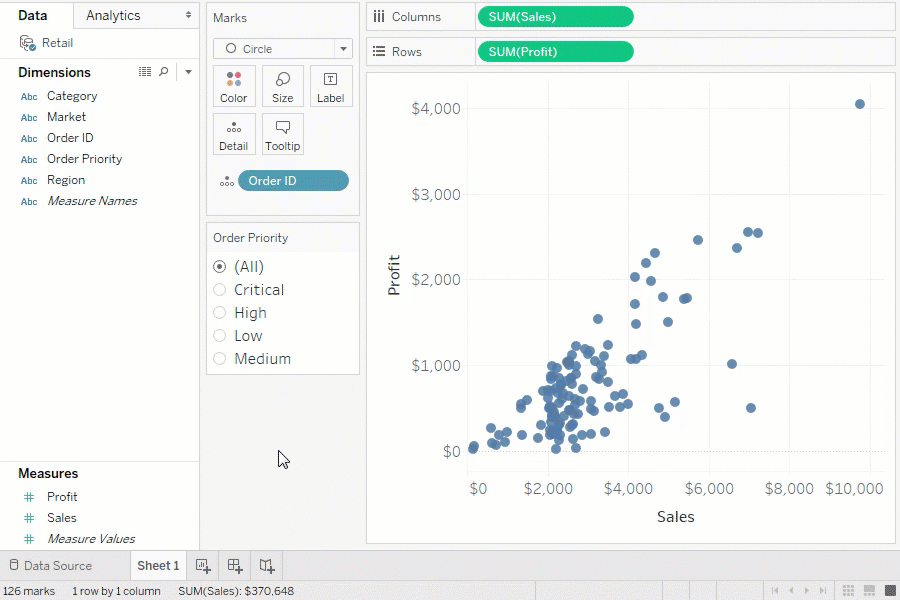 Data
Analytics
Retail
Dimensions
Abc Category
Abc Market
Abc Order ID
Abc Order Priority
Abc Region
Abc Measure Names
Measures
# Profit
# Sales
# Measure Values
Marks
Circle
Color
Size
T
Label
Detail
Tooltip
Order ID
Order Priority
(All)
Critical
High
Low
Medium
Columns
SUM(Sales)
Rows
SUM(Profit)
$4,000
$3,000
$2,000
$1,000
$0
Profit
$0 $2,000 $4,000 $6,000 $8,000 $10,000
Sales
Data Source
Sheet 1
126 marks 1 row by 1 column SUM(Sales): $370,648